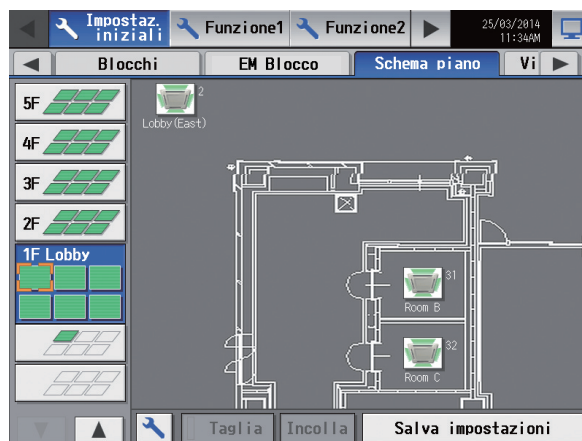 Impostaz.
iniziali
Funzione1
Funzione2
25/03/2014
11:34AM
Blocchi
EM Blocco
Schema piano
Vi
5F
4F
3F
2F
1F Lobby
2
Lobby(East)
31
Room B
32
Room C
Taglia
Incolla
Salva impostazioni